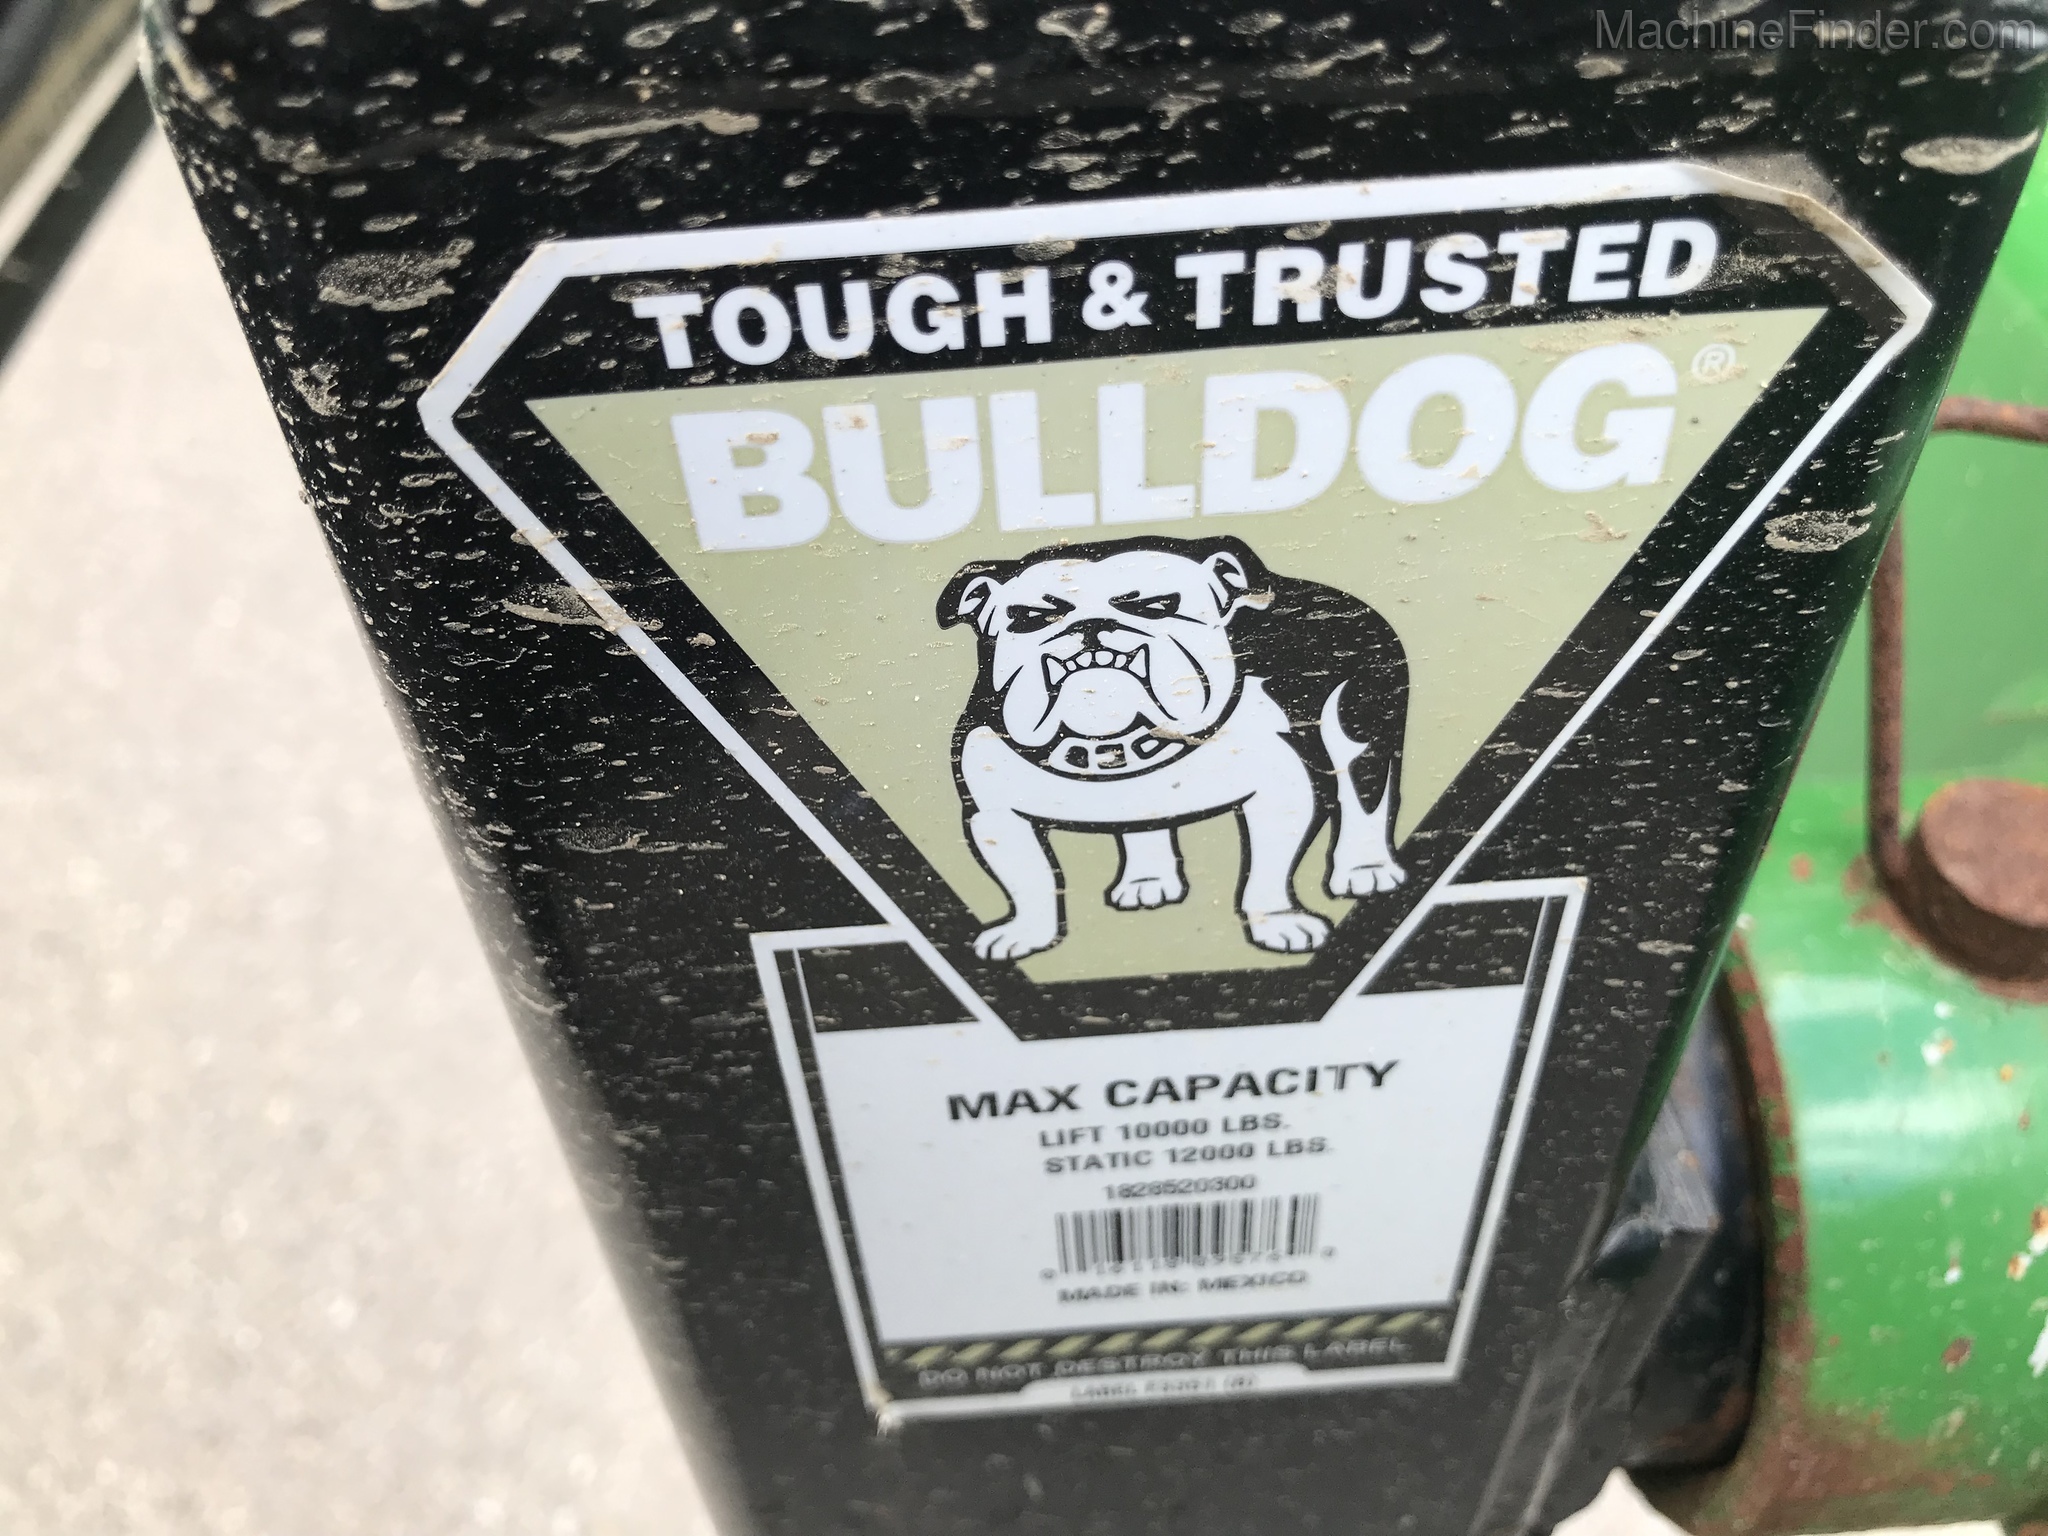 MachineFinder.com
TOUGH & TRUSTED
BULLDOG®
MAX CAPACITY
LIFT 10000 LBS.
STATIC 12000 LBS.
1828520300
MADE IN: MEXICO
DO NOT DESTROY THIS LABEL
LABEL